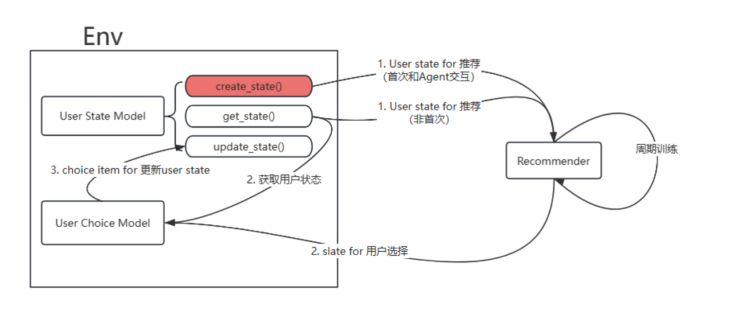 Env
create_state()
1. User state for 推荐
(首次和Agent交互)
User State Model
get_state()
1. User state for 推荐
(非首次)
update_state()
Recommender
周期训练
3. choice item for 更新user state
2. 获取用户状态
User Choice Model
2. slate for 用户选择